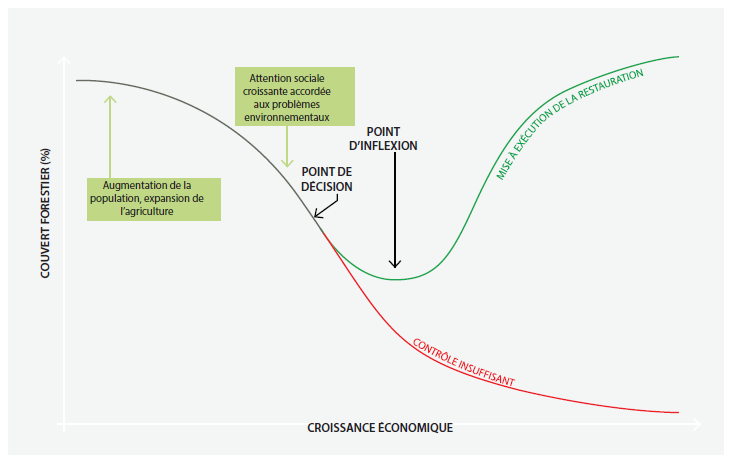 Attention sociale
croissante accordée
aux problèmes
environnementaux
POINT
D'INFLEXION
MISE À EXÉCUTION DE LA RESTAURATION
POINT DE
DÉCISION
Augmentation de la
population, expansion de
l'agriculture
COUVERT FORESTIER (%)
CONTRÔLE INSUFFISANT
CROISSANCE ÉCONOMIQUE